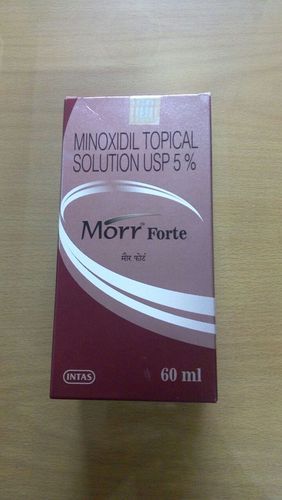 MINOXIDIL TOPICAL
SOLUTION USP 5%
Morr Forte
मौर फोर्ट
INTAS
60 ml